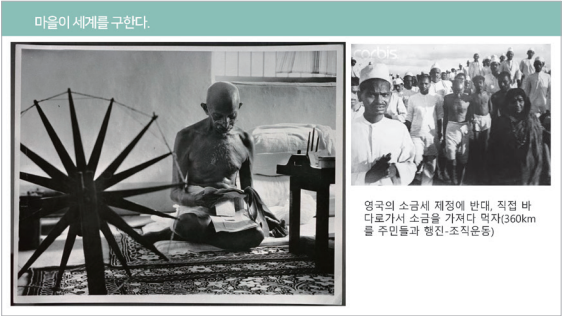 마을이 세계를 구한다.
corbis
영국의 소금세 제정에 반대, 직접 바
다로가서 소금을 가져다 먹자(360km
를 주민들과 행진-조직운동)